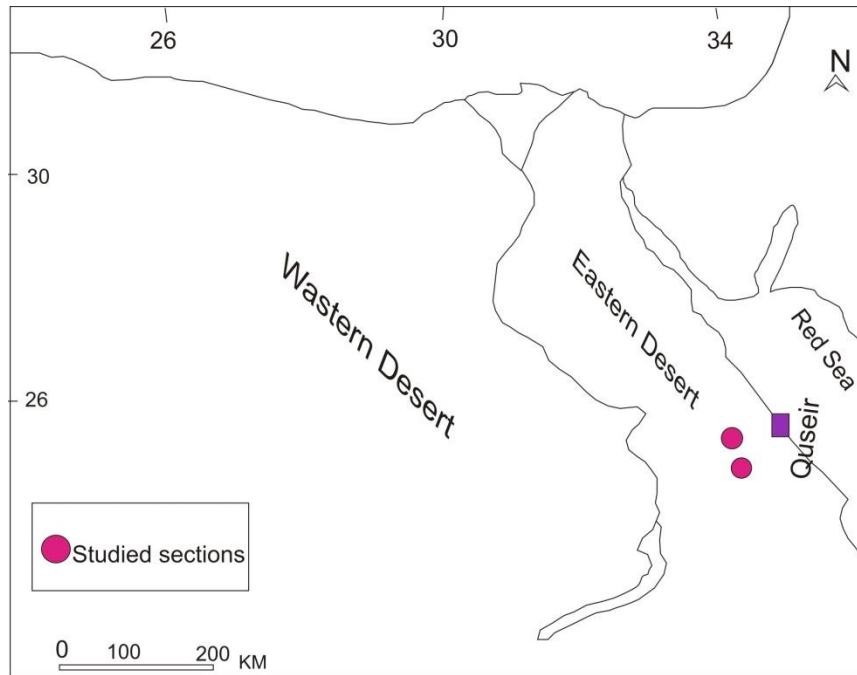 26 30 34
N
30
Wastern Desert
Eastern Desert
Red Sea
26
Quseir
Studied sections
0 100 200 KM